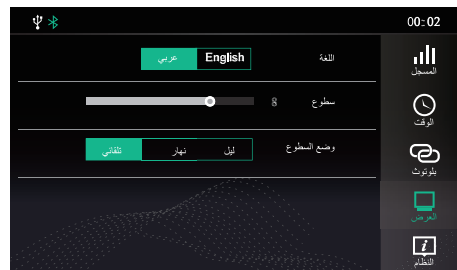 00:02
اللغة
English
عربي
سطوع
8
وضع السطوع
ليل
نهار
تلقائي
المسجل
الوقت
بلوتوث
العرض
النظام